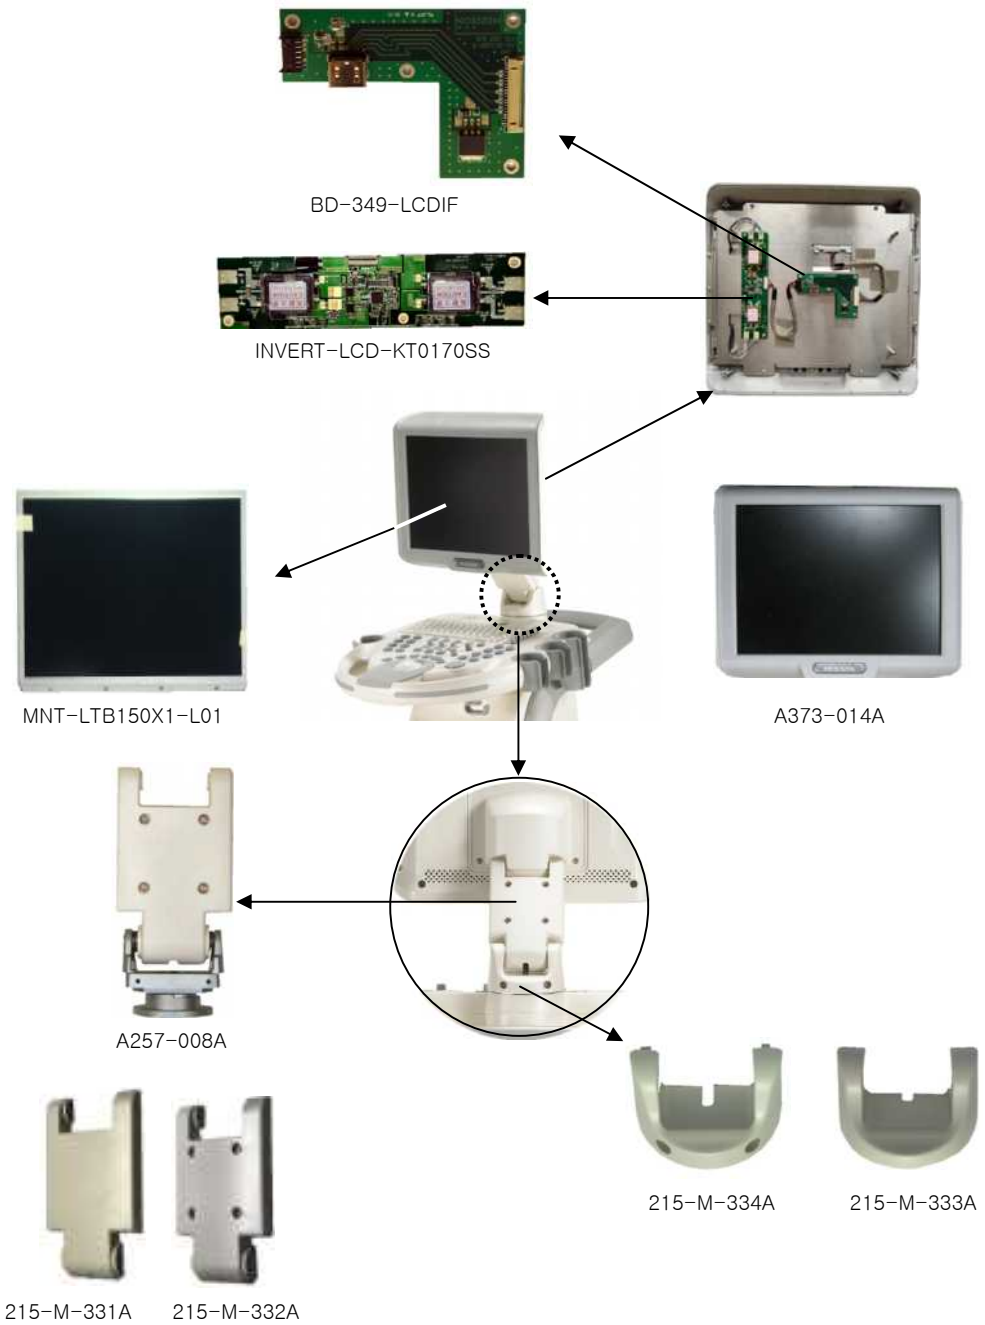 BD-349-LCDIF
INVERT-LCD-KT0170SS
MNT-LTB150X1-L01
A373-014A
A257-008A
215-M-334A
215-M-333A
215-M-331A
215-M-332A